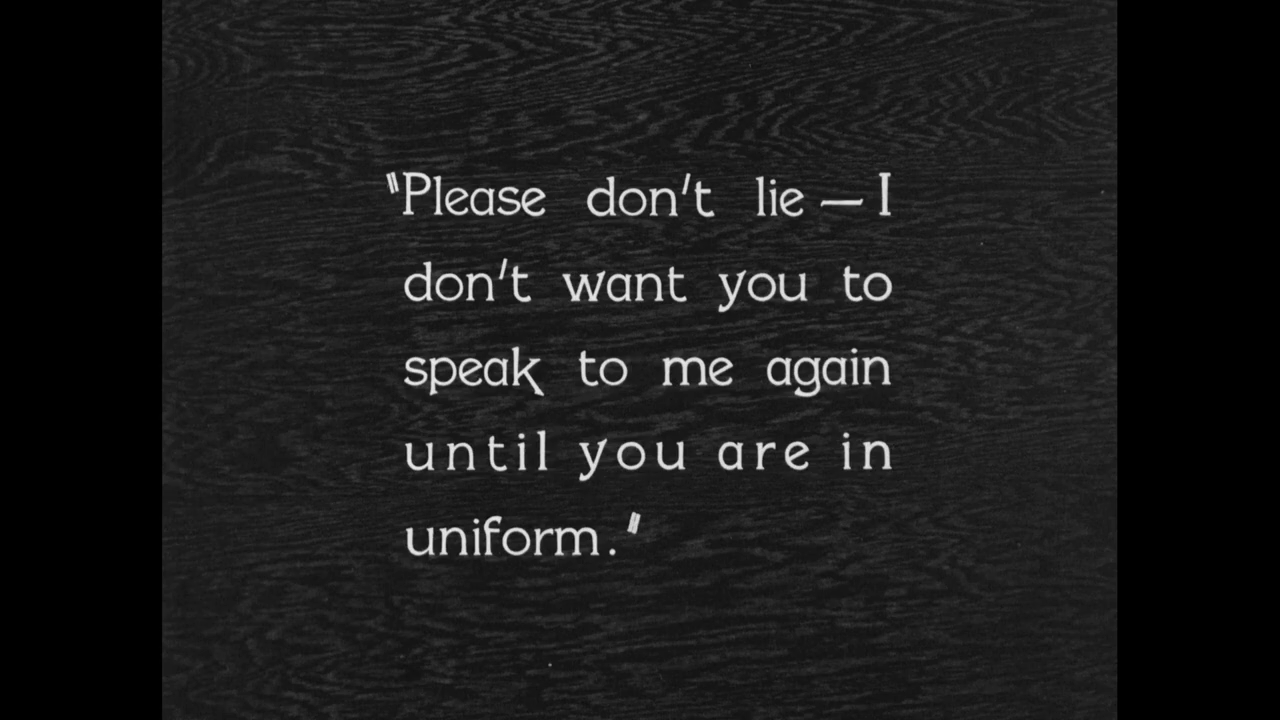 "Please don't lie — I
don't want you to
speak to me again
until you are in
uniform."